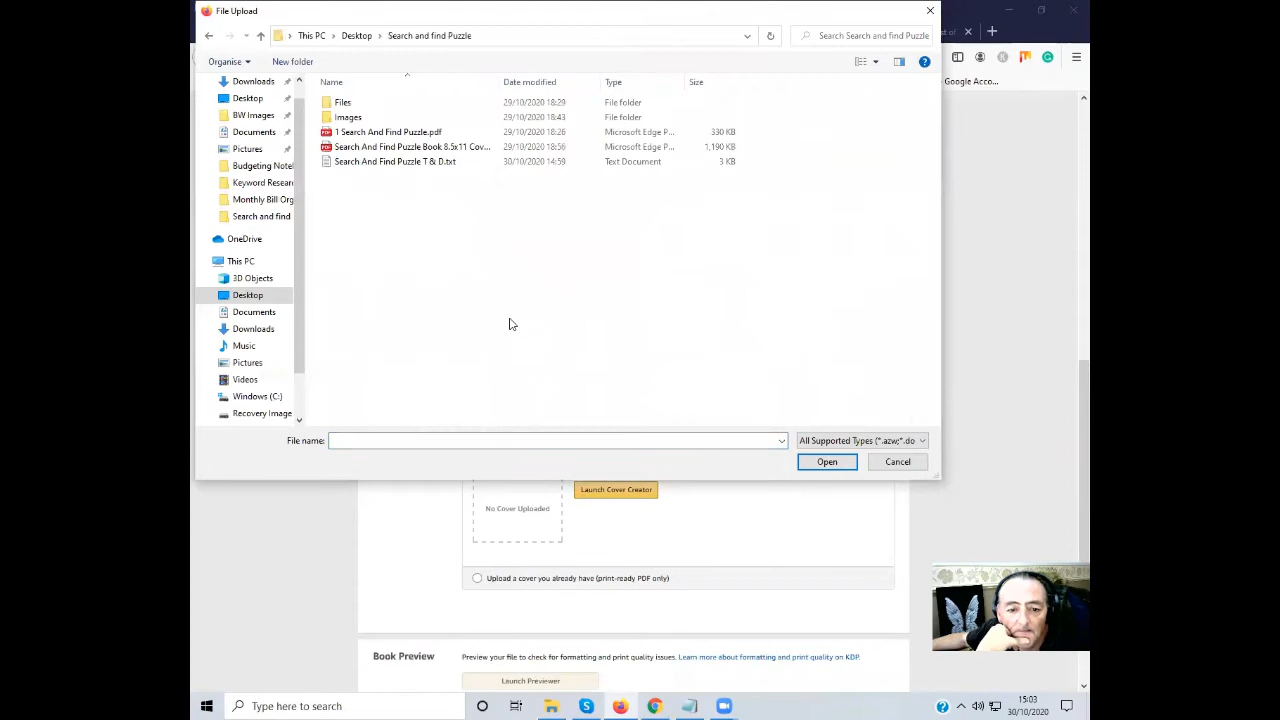 File Upload
This PC > Desktop > Search and find Puzzle
Search Search and find Puzzle
Organise
New folder
Name
Date modified
Type
Size
Files
29/10/2020 18:29
File folder
Images
29/10/2020 18:43
File folder
1 Search And Find Puzzle.pdf
29/10/2020 18:26
Microsoft Edge P...
330 KB
Search And Find Puzzle Book 8.5x11 Cov...
29/10/2020 18:56
Microsoft Edge P...
1,190 KB
Search And Find Puzzle T & D.txt
30/10/2020 14:59
Text Document
3 KB
Downloads
Desktop
BW Images
Documents
Pictures
Budgeting Notel
Keyword Resear
Monthly Bill Org
Search and find
OneDrive
This PC
3D Objects
Desktop
Documents
Downloads
Music
Pictures
Videos
Windows (C:)
Recovery Image
File name:
All Supported Types (*.azw;*.do
Open
Cancel
Google Acco...
Launch Cover Creator
No Cover Uploaded
Upload a cover you already have (print-ready PDF only)
Book Preview
Preview your file to check for formatting and print quality issues. Learn more about formatting and print quality on KDP.
Launch Previewer
Type here to search
15:03
30/10/2020